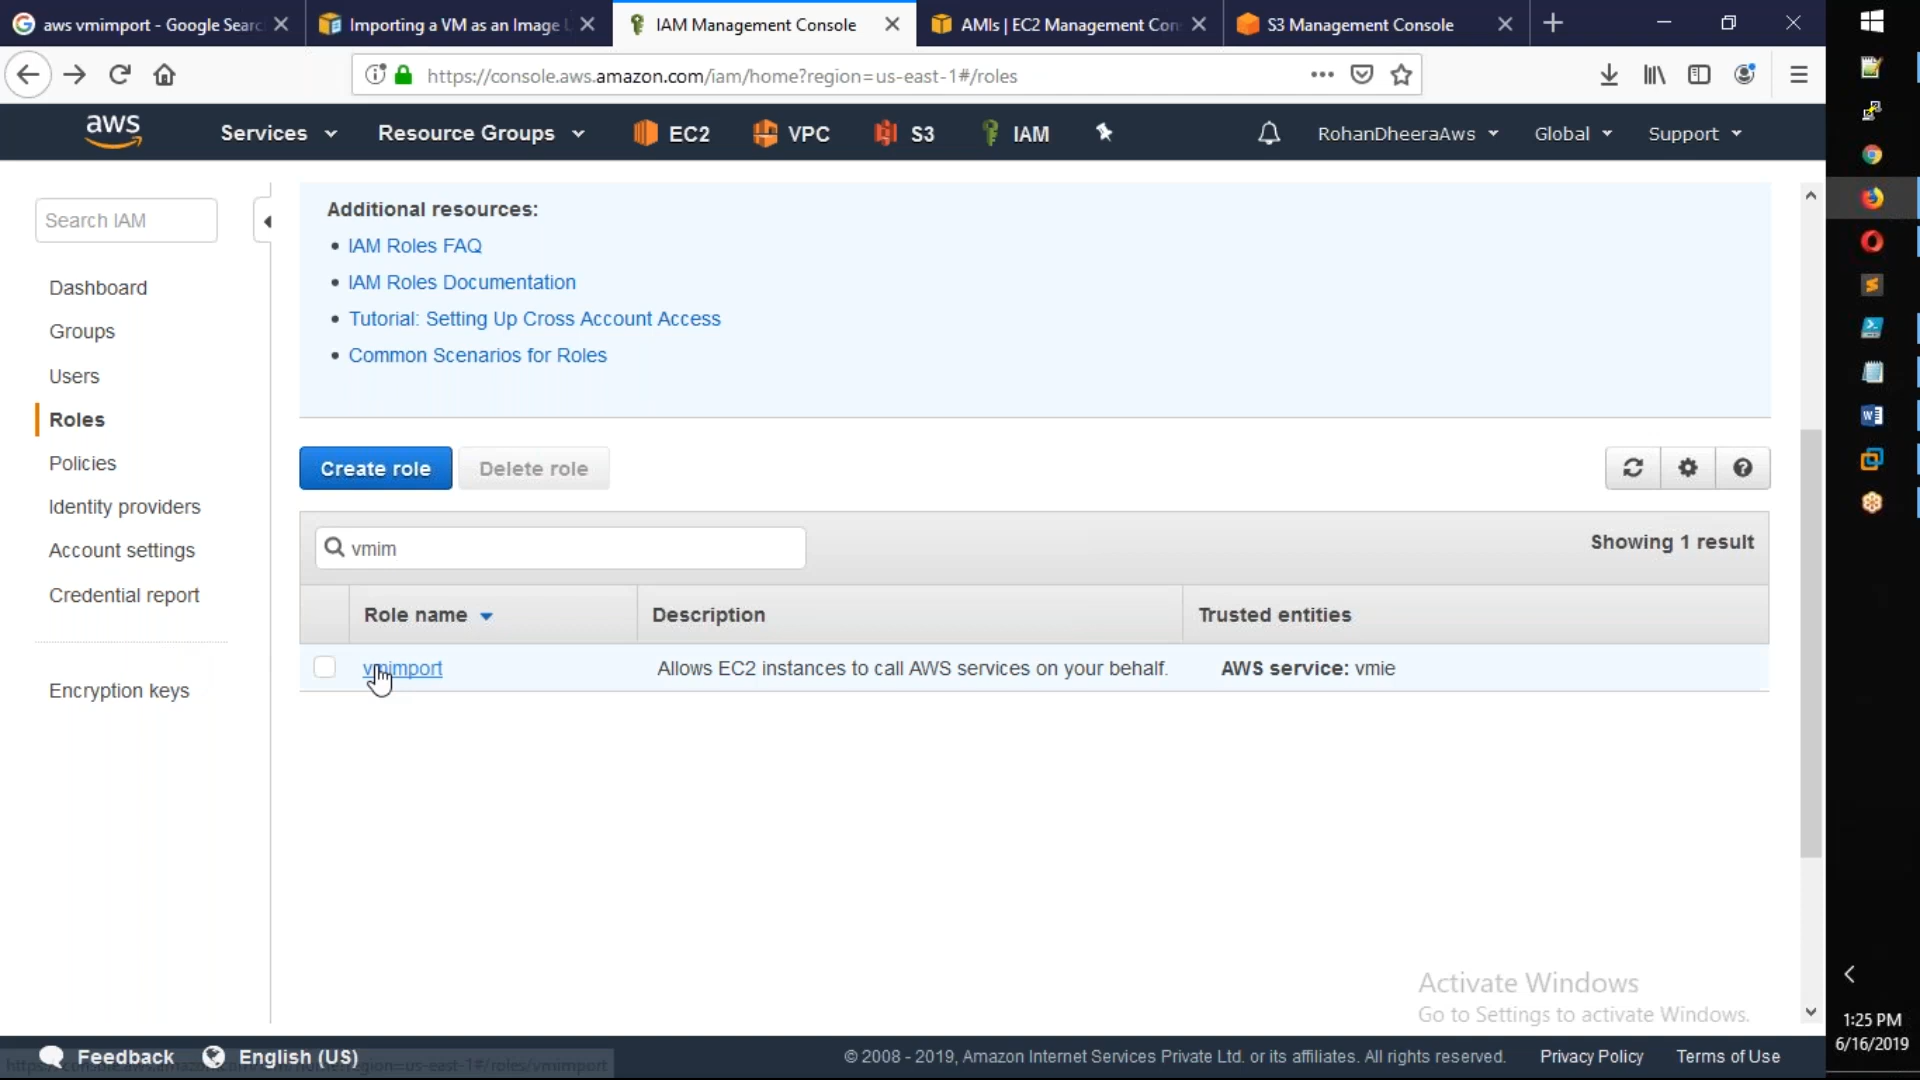 aws vmimport - Google Searc
Importing a VM as an Image
IAM Management Console
AMIs | EC2 Management Con
S3 Management Console
https://console.aws.amazon.com/iam/home?region=us-east-1#/roles
aws
Services
Resource Groups
EC2
VPC
S3
IAM
RohanDheeraAws
Global
Support
Search IAM
Dashboard
Groups
Users
Roles
Policies
Identity providers
Account settings
Credential report
Encryption keys
Additional resources:
• IAM Roles FAQ
• IAM Roles Documentation
• Tutorial: Setting Up Cross Account Access
• Common Scenarios for Roles
Create role
Delete role
vmim
Showing 1 result
Role name
Description
Trusted entities
vmimport
Allows EC2 instances to call AWS services on your behalf.
AWS service: vmie
Activate Windows
Go to Settings to activate Windows.
Feedback
English (US)
© 2008 - 2019, Amazon Internet Services Private Ltd. or its affiliates. All rights reserved.
Privacy Policy
Terms of Use
1:25 PM
6/16/2019